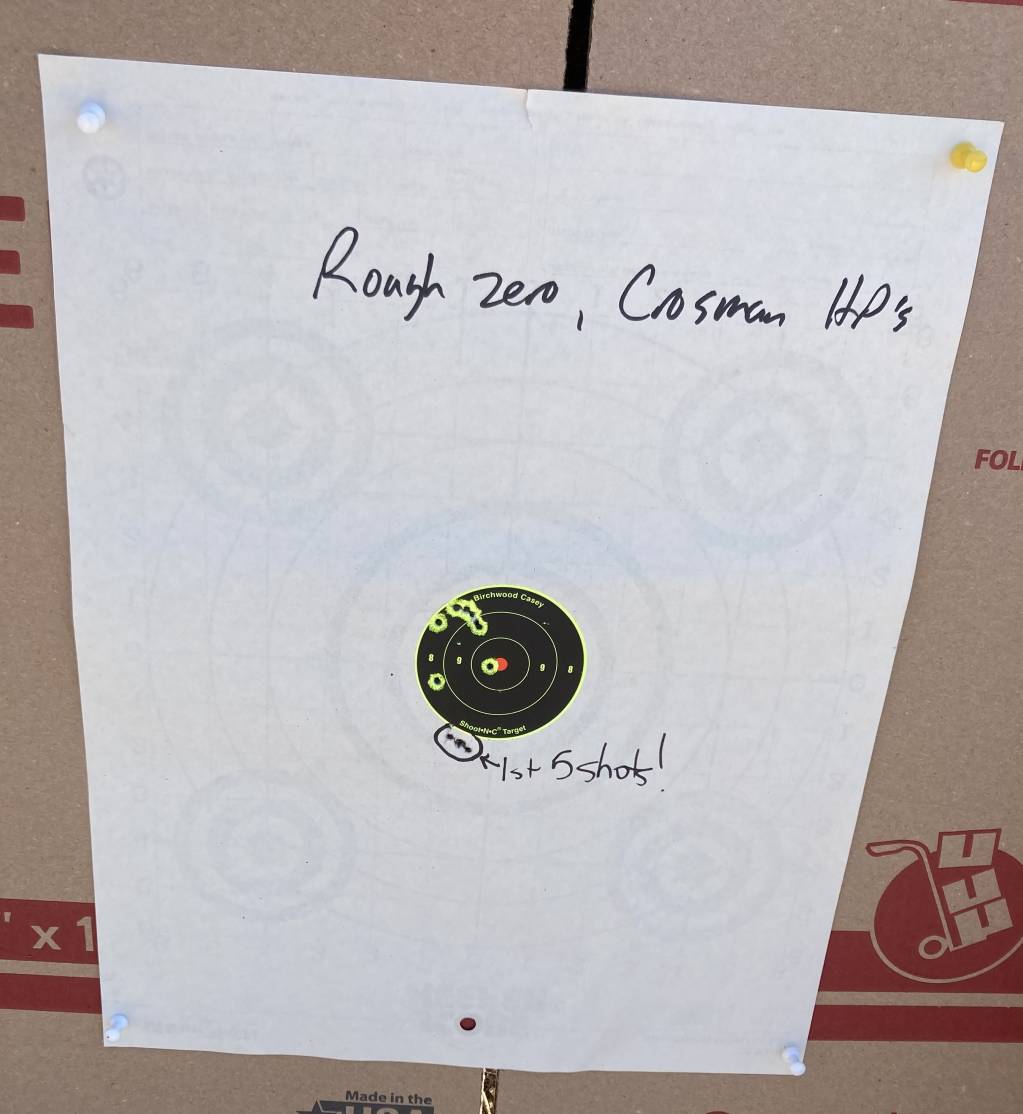 Rough zero, Crosman HP's
FOL
Birchwood Casey
8 9 9 8
Shoot•N•C® Target
1st 5 shots!
" x 1
Made in the
USA